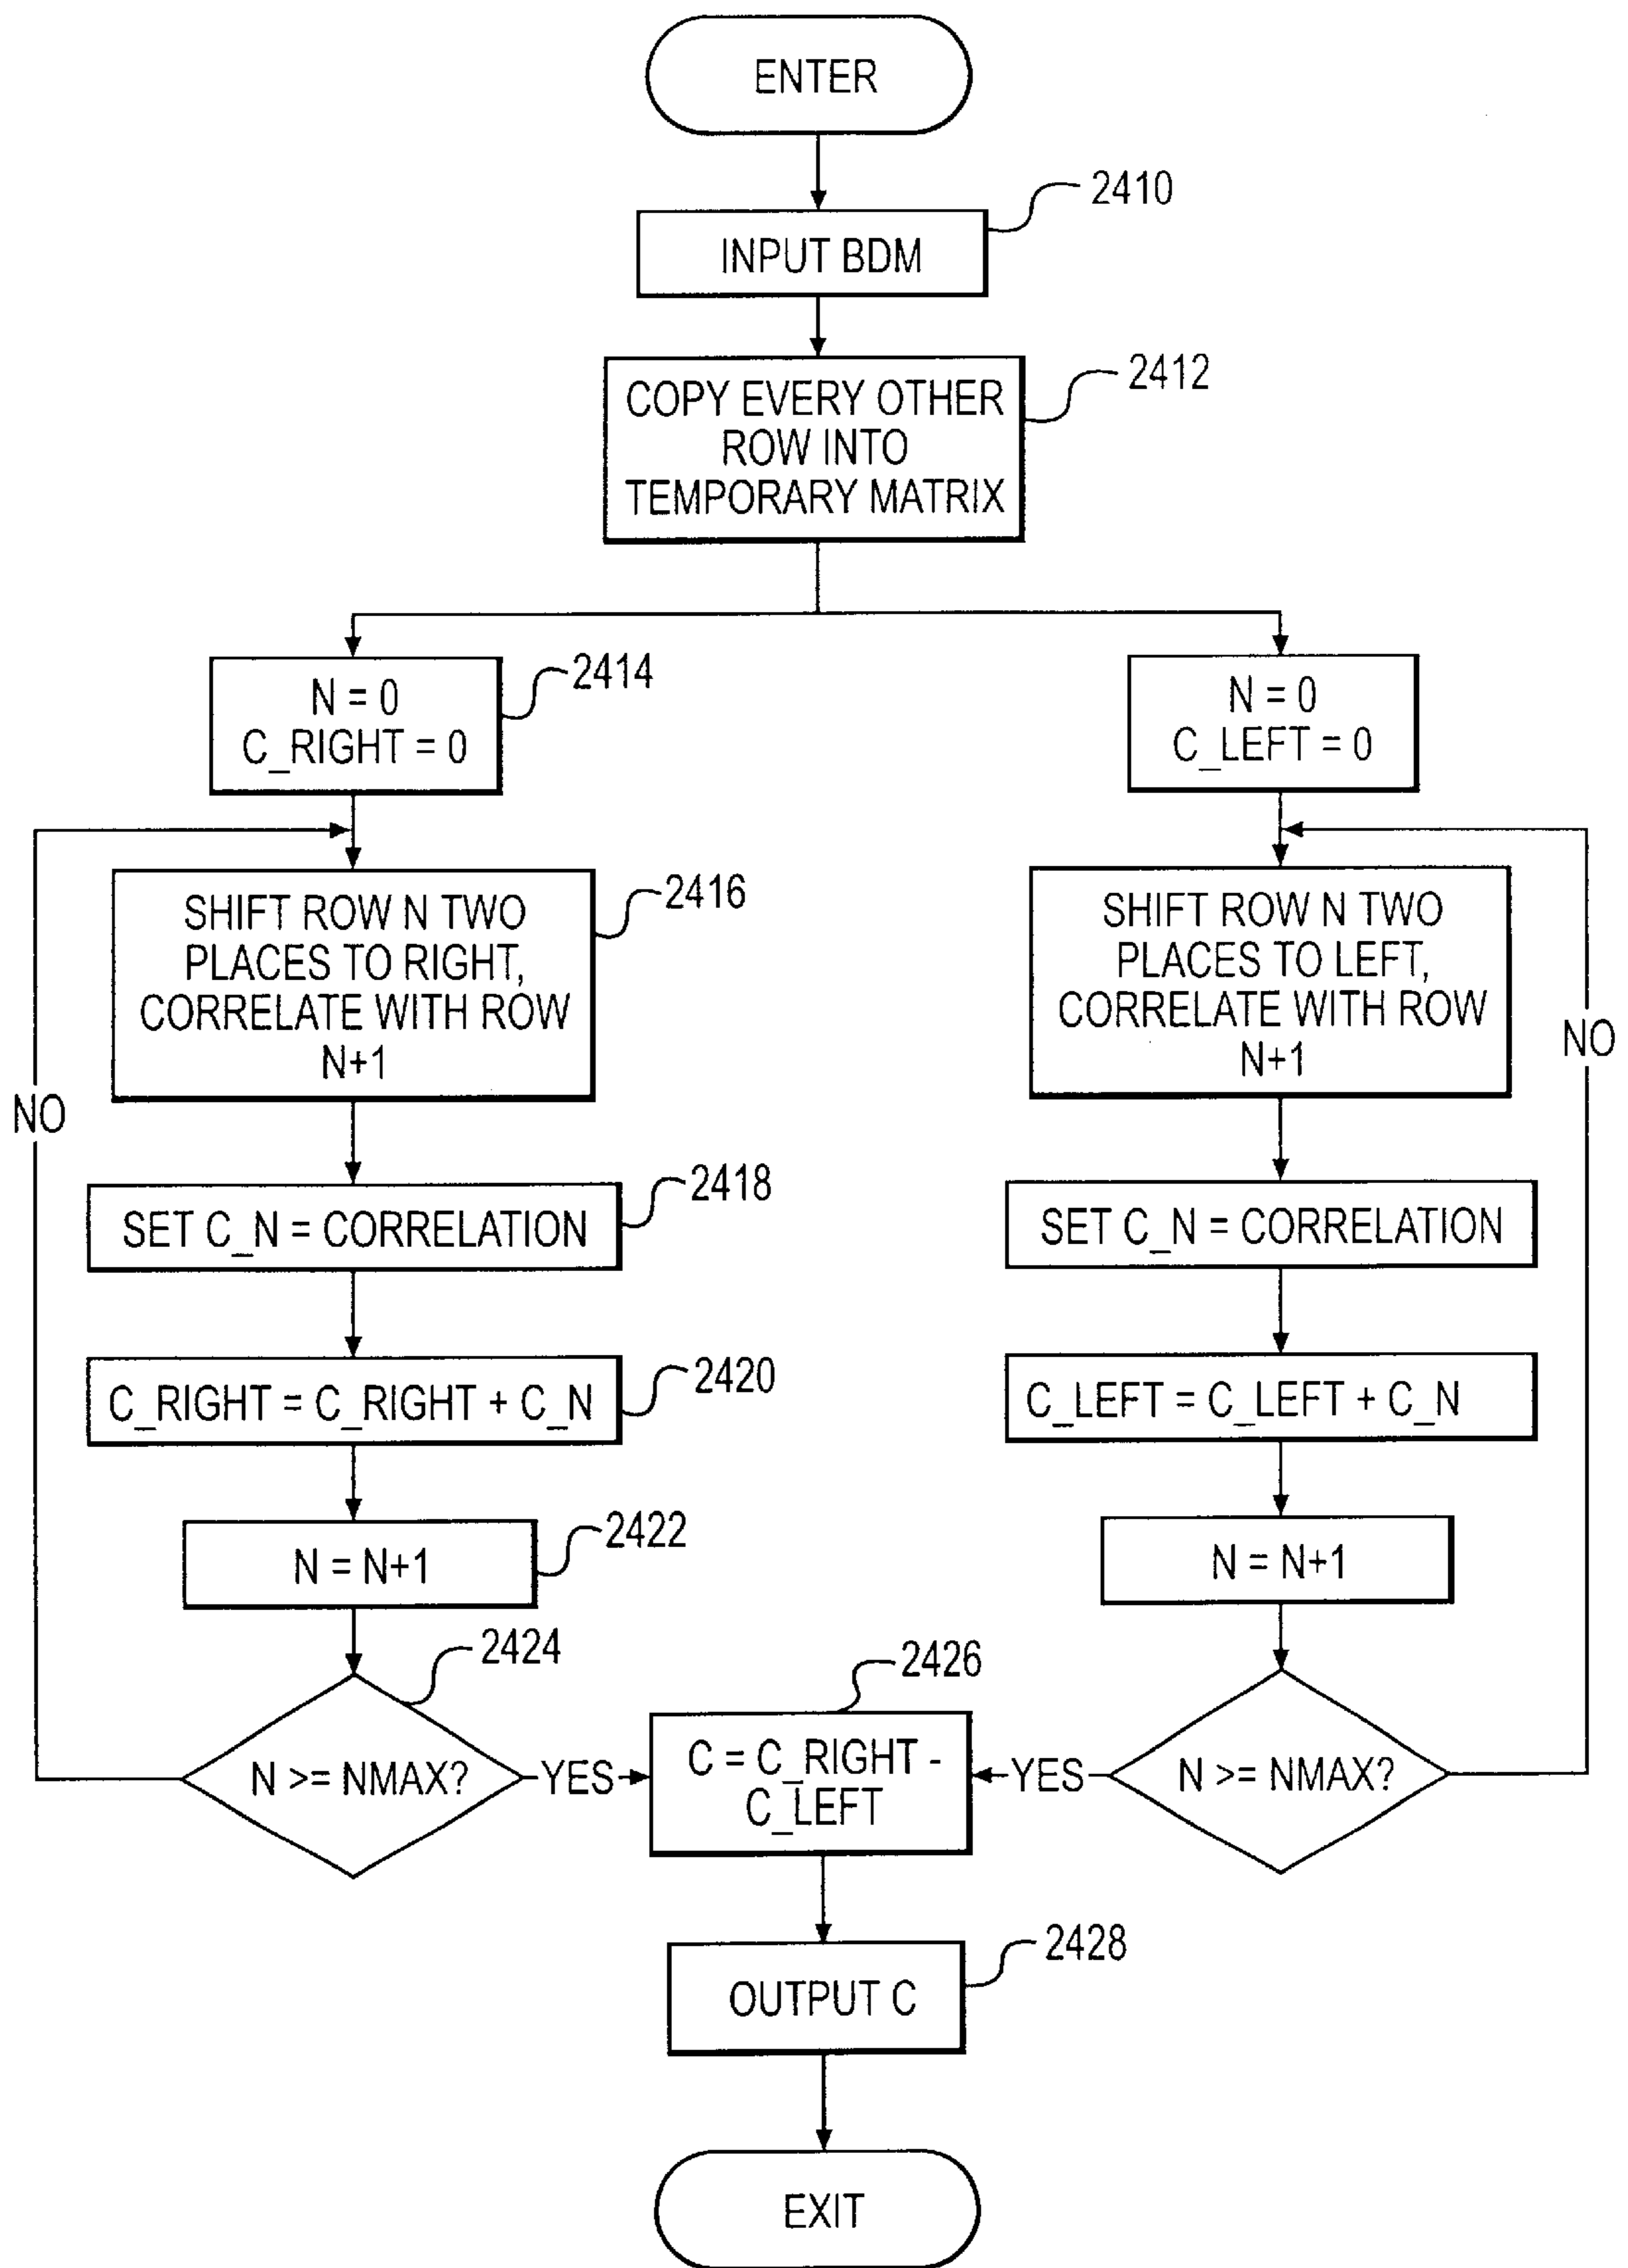 ENTER
2410
INPUT BDM
2412
COPY EVERY OTHER
ROW INTO
TEMPORARY MATRIX
2414
N = 0
C_RIGHT = 0
N = 0
C_LEFT = 0
2416
SHIFT ROW N TWO
PLACES TO RIGHT,
CORRELATE WITH ROW
N+1
NO
SHIFT ROW N TWO
PLACES TO LEFT,
CORRELATE WITH ROW
N+1
NO
2418
SET C_N = CORRELATION
SET C_N = CORRELATION
2420
C_RIGHT = C_RIGHT + C_N
C_LEFT = C_LEFT + C_N
2422
N = N+1
N = N+1
2424
N >= NMAX?
YES
2426
C = C_RIGHT -
C_LEFT
YES
N >= NMAX?
2428
OUTPUT C
EXIT